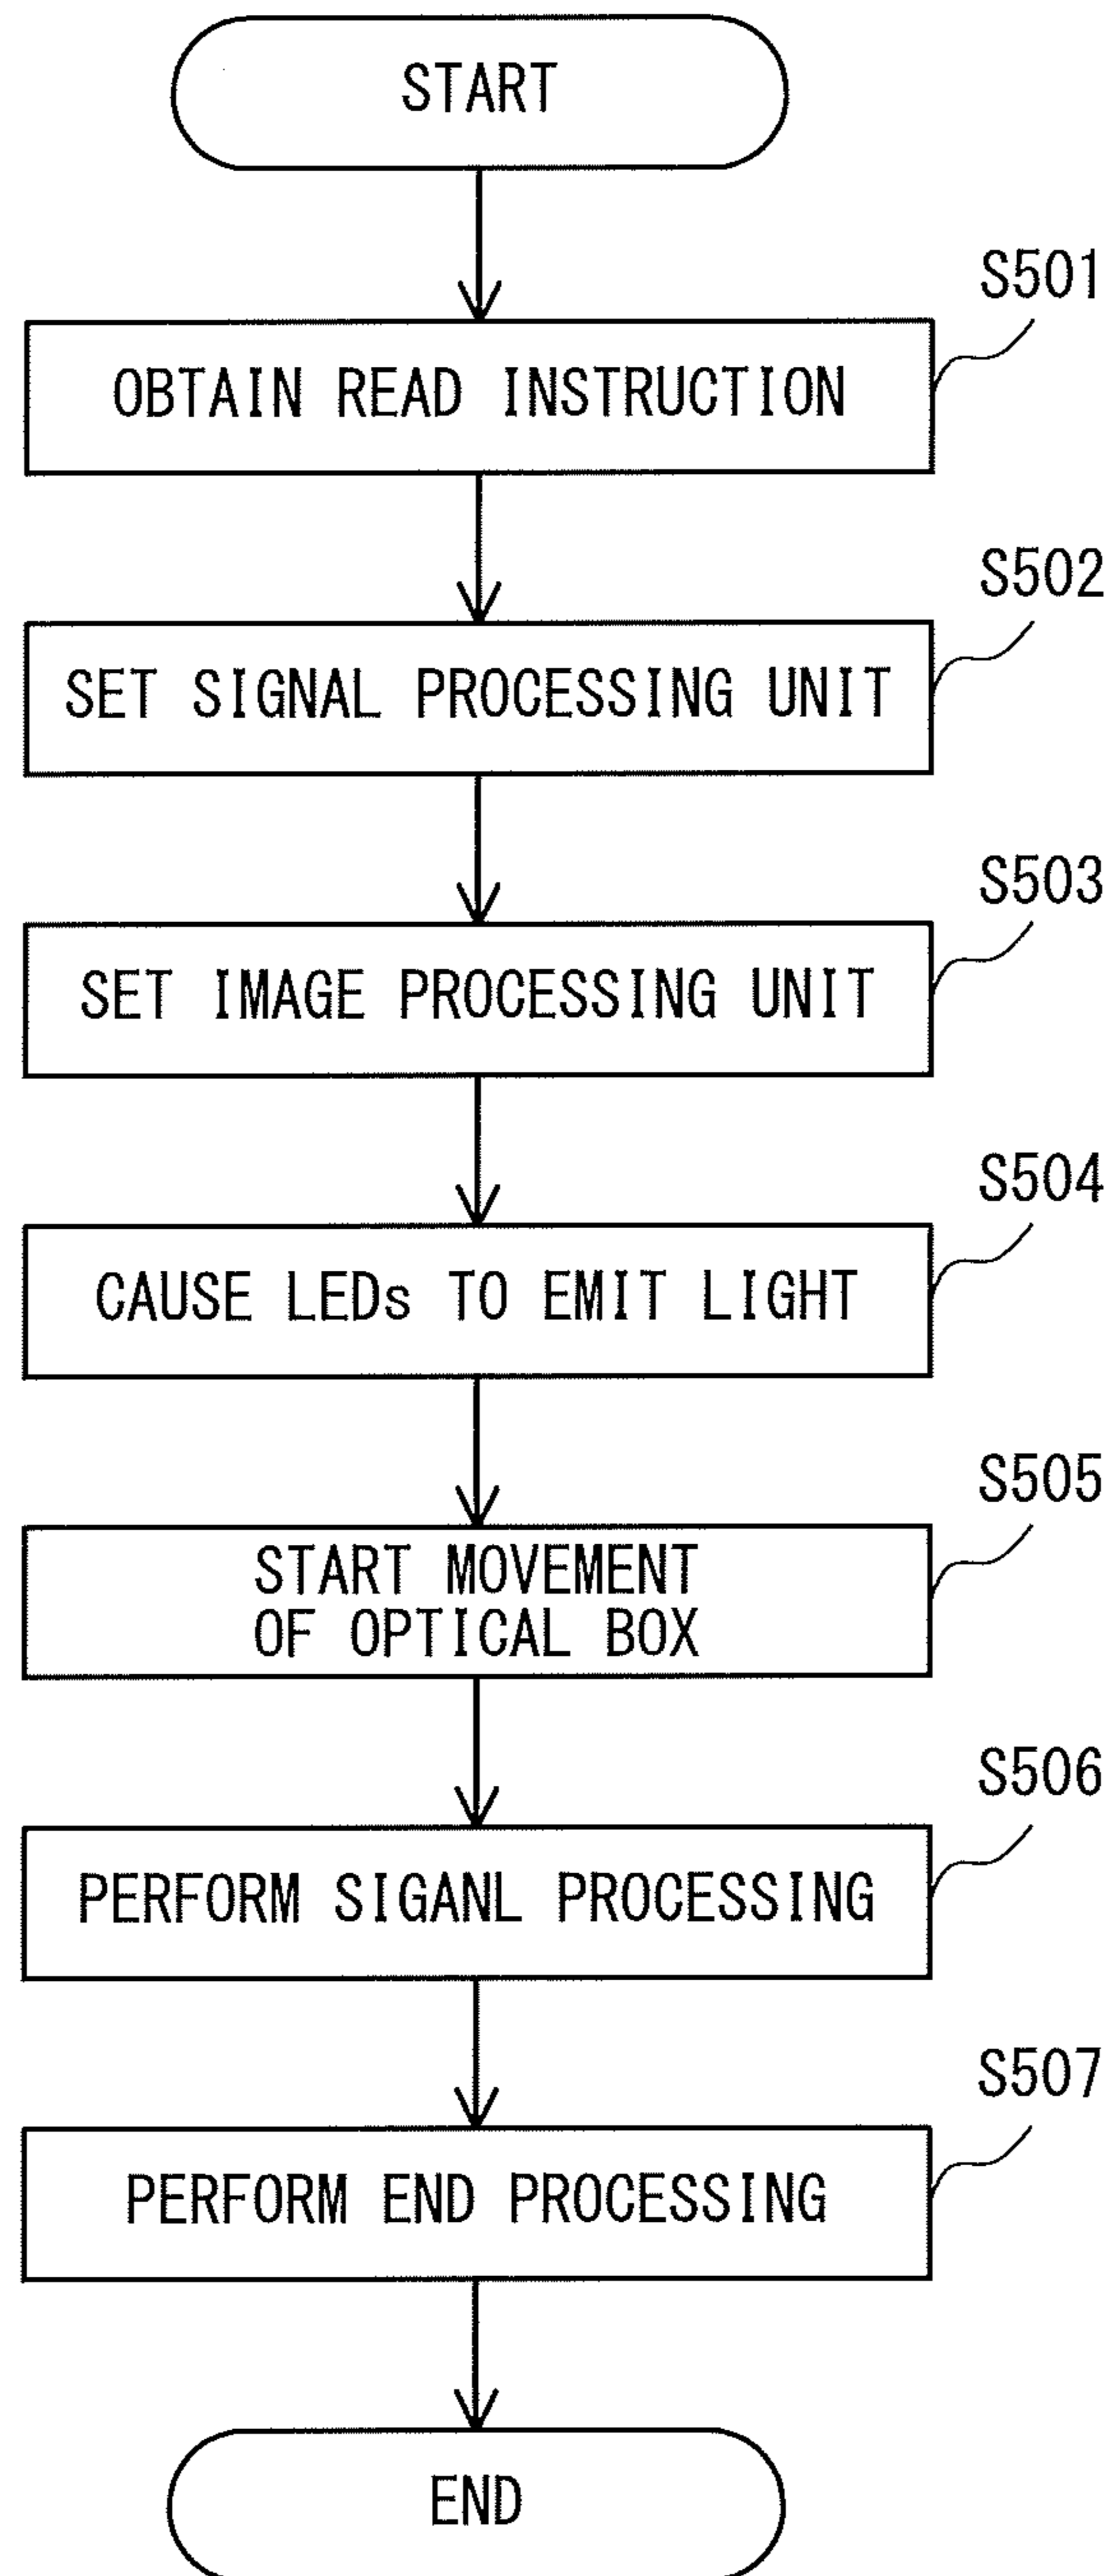 START
S501
OBTAIN READ INSTRUCTION
S502
SET SIGNAL PROCESSING UNIT
S503
SET IMAGE PROCESSING UNIT
S504
CAUSE LEDs TO EMIT LIGHT
S505
START MOVEMENT
OF OPTICAL BOX
S506
PERFORM SIGANL PROCESSING
S507
PERFORM END PROCESSING
END